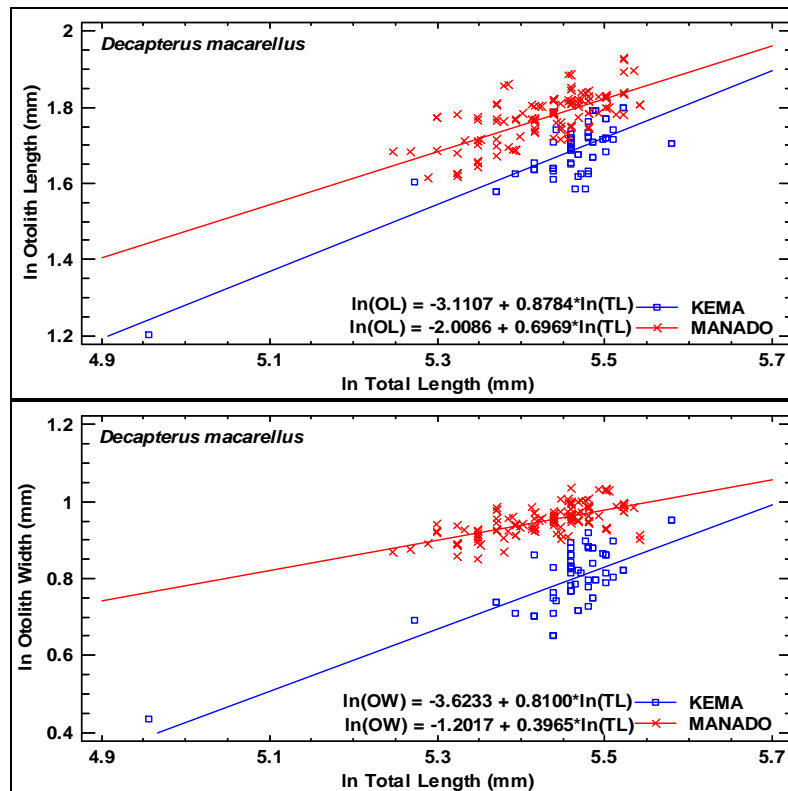 Decapterus macarellus
2
1.8
1.6
1.4
1.2
ln Otolith Length (mm)
ln(OL) = -3.1107 + 0.8784*ln(TL) KEMA
ln(OL) = -2.0086 + 0.6969*ln(TL) MANADO
4.9 5.1 5.3 5.5 5.7
ln Total Length (mm)
Decapterus macarellus
1.2
1
0.8
0.6
0.4
ln Otolith Width (mm)
ln(OW) = -3.6233 + 0.8100*ln(TL) KEMA
ln(OW) = -1.2017 + 0.3965*ln(TL) MANADO
4.9 5.1 5.3 5.5 5.7
ln Total Length (mm)